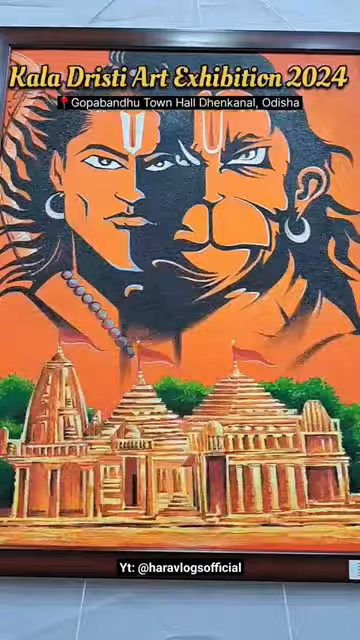 Kala Dristi Art Exhibition 2024
📍 Gopabandhu Town Hall Dhenkanal, Odisha
Yt: @haravlogsofficial